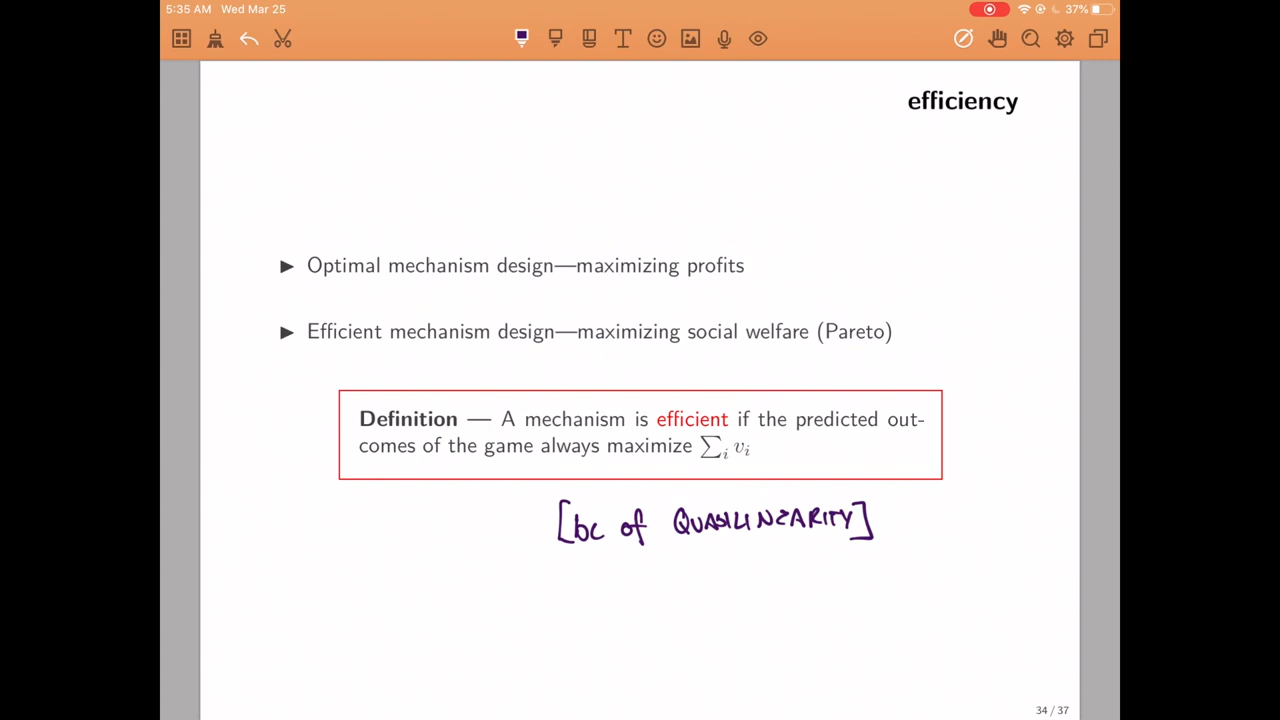 5:35 AM Wed Mar 25
37%
efficiency
▶ Optimal mechanism design—maximizing profits
▶ Efficient mechanism design—maximizing social welfare (Pareto)
Definition — A mechanism is efficient if the predicted out-
comes of the game always maximize ∑ᵢ vᵢ
[bc of QUASILINEARITY]
34 / 37